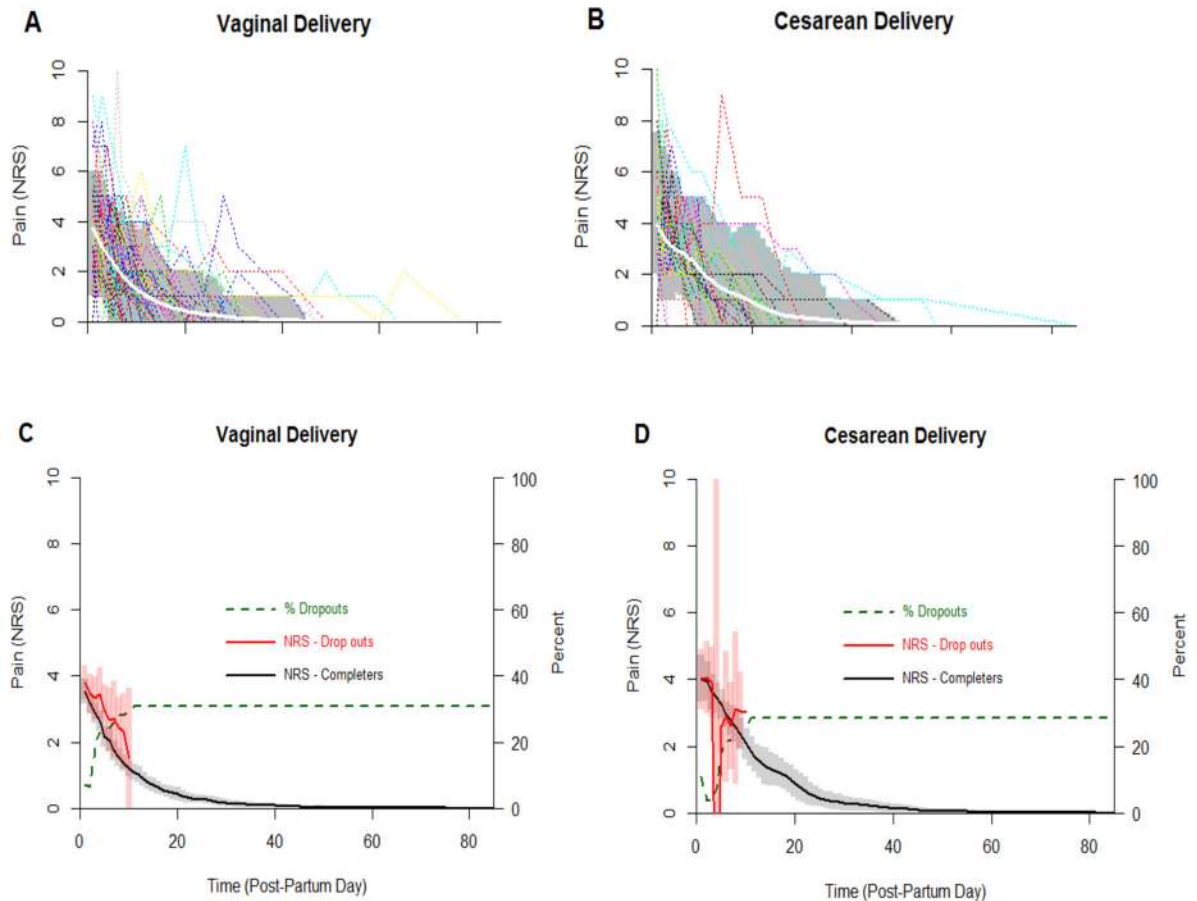 A
Vaginal Delivery
Pain (NRS)
10
8
6
4
2
0
B
Cesarean Delivery
Pain (NRS)
10
8
6
4
2
0
C
Vaginal Delivery
Pain (NRS)
10
8
6
4
2
0
% Dropouts
NRS - Drop outs
NRS - Completers
100
80
60
40
20
0
Percent
0 20 40 60 80
Time (Post-Partum Day)
D
Cesarean Delivery
Pain (NRS)
10
8
6
4
2
0
% Dropouts
NRS - Drop outs
NRS - Completers
100
80
60
40
20
0
Percent
0 20 40 60 80
Time (Post-Partum Day)